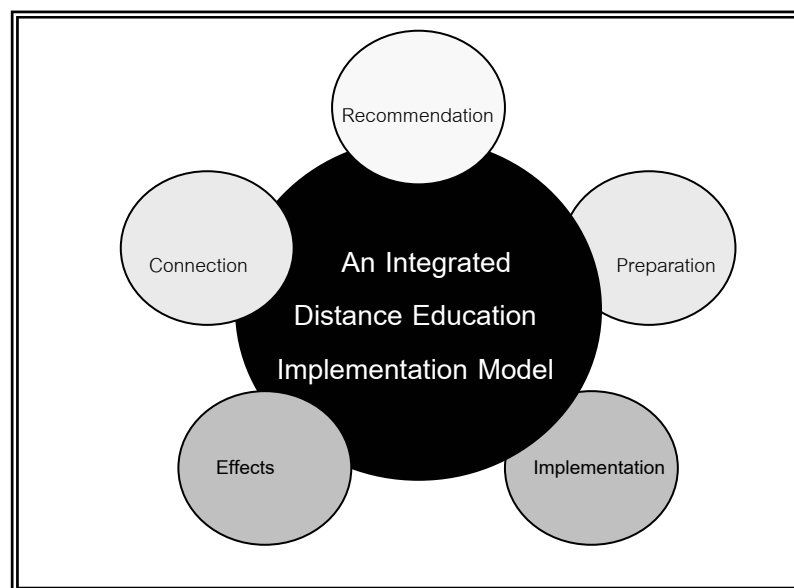 Recommendation
Connection
Preparation
An Integrated
Distance Education
Implementation Model
Effects
Implementation